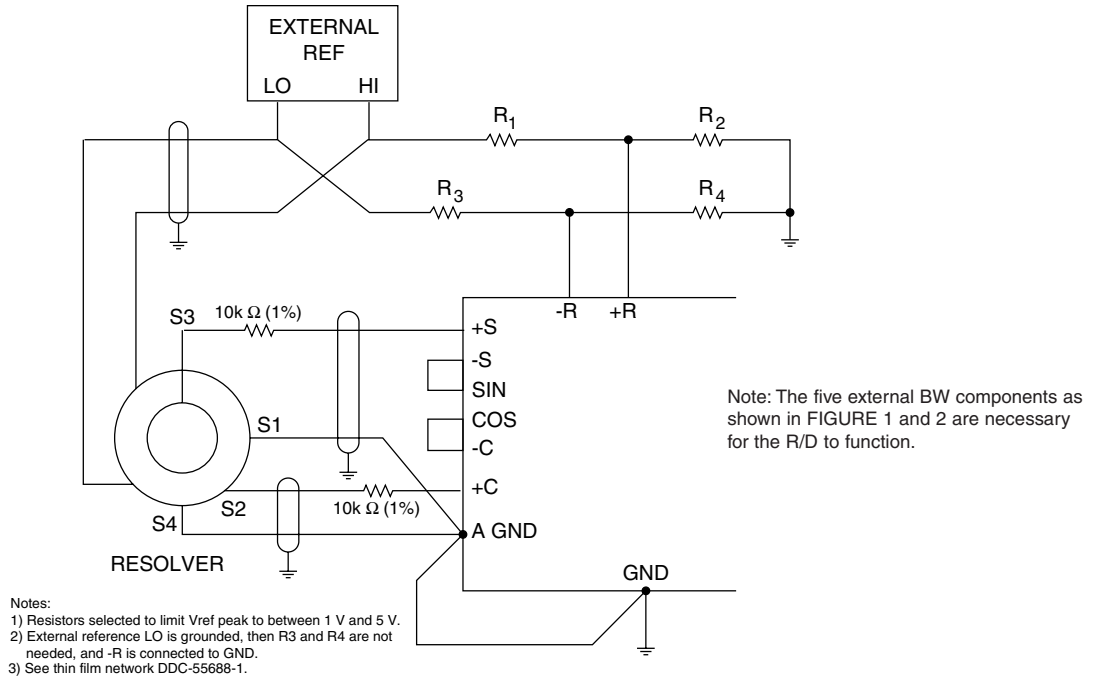 EXTERNAL
REF
LO HI
R1
R2
R3
R4
-R +R
S3
10k Ω (1%)
+S
-S
SIN
COS
-C
S1
+C
S2
10k Ω (1%)
S4
A GND
RESOLVER
GND
Note: The five external BW components as
shown in FIGURE 1 and 2 are necessary
for the R/D to function.
Notes:
1) Resistors selected to limit Vref peak to between 1 V and 5 V.
2) External reference LO is grounded, then R3 and R4 are not
needed, and -R is connected to GND.
3) See thin film network DDC-55688-1.